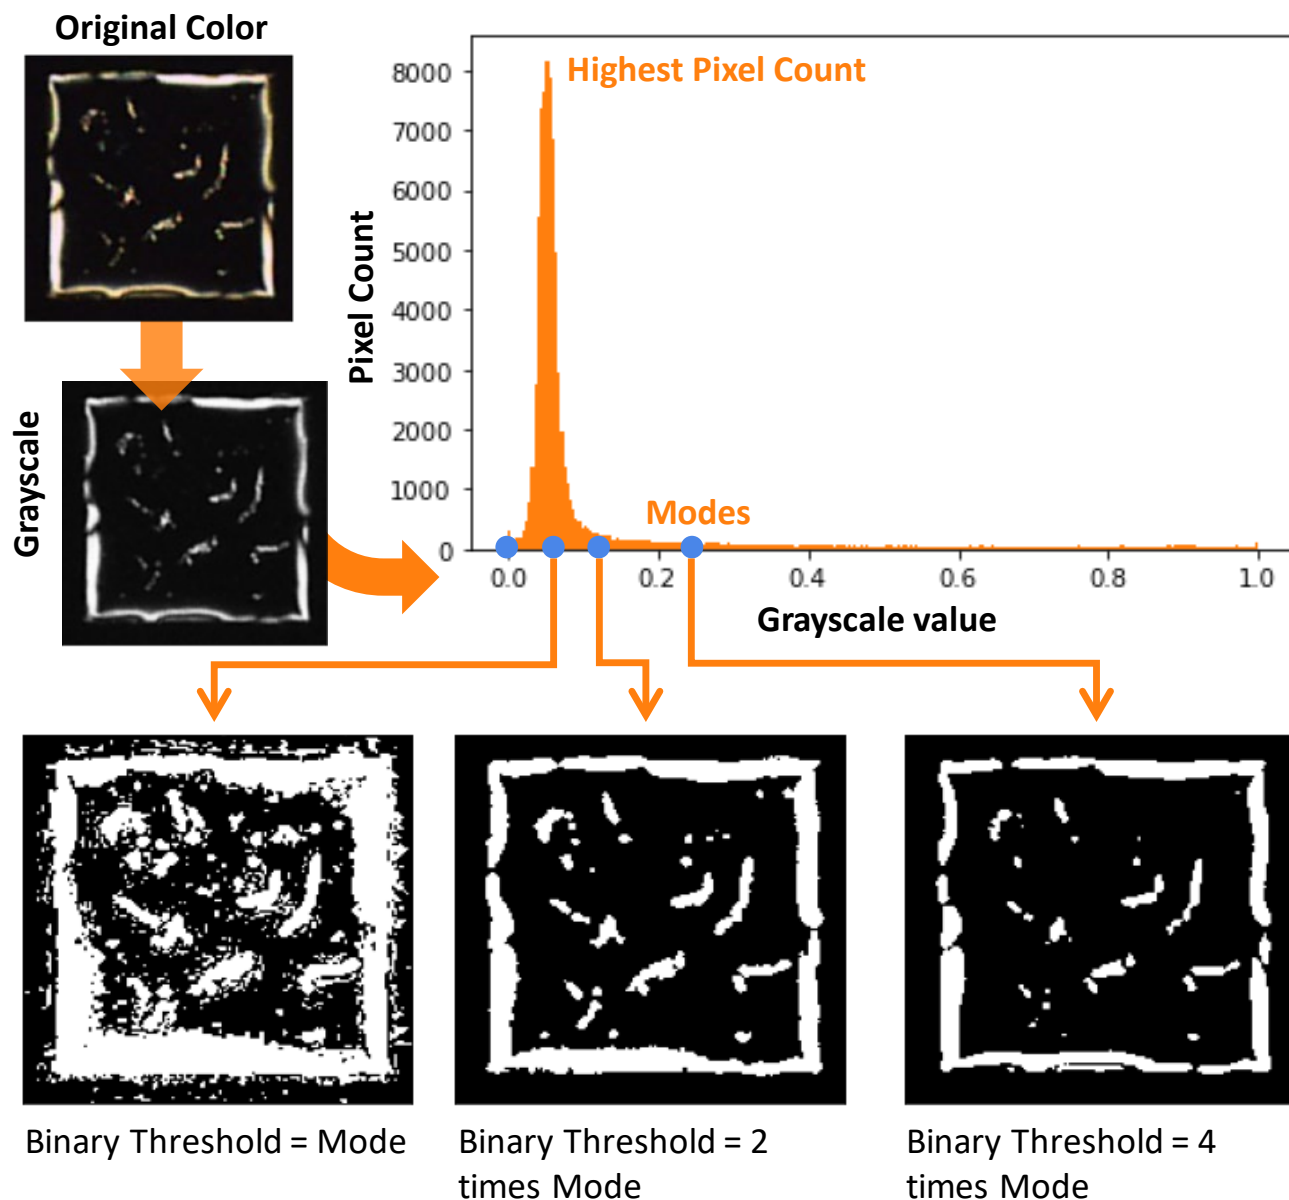 Original Color
Grayscale
Highest Pixel Count
Pixel Count
8000
7000
6000
5000
4000
3000
2000
1000
0
Modes
0.0 0.2 0.4 0.6 0.8 1.0
Grayscale value
Binary Threshold = Mode
Binary Threshold = 2
times Mode
Binary Threshold = 4
times Mode